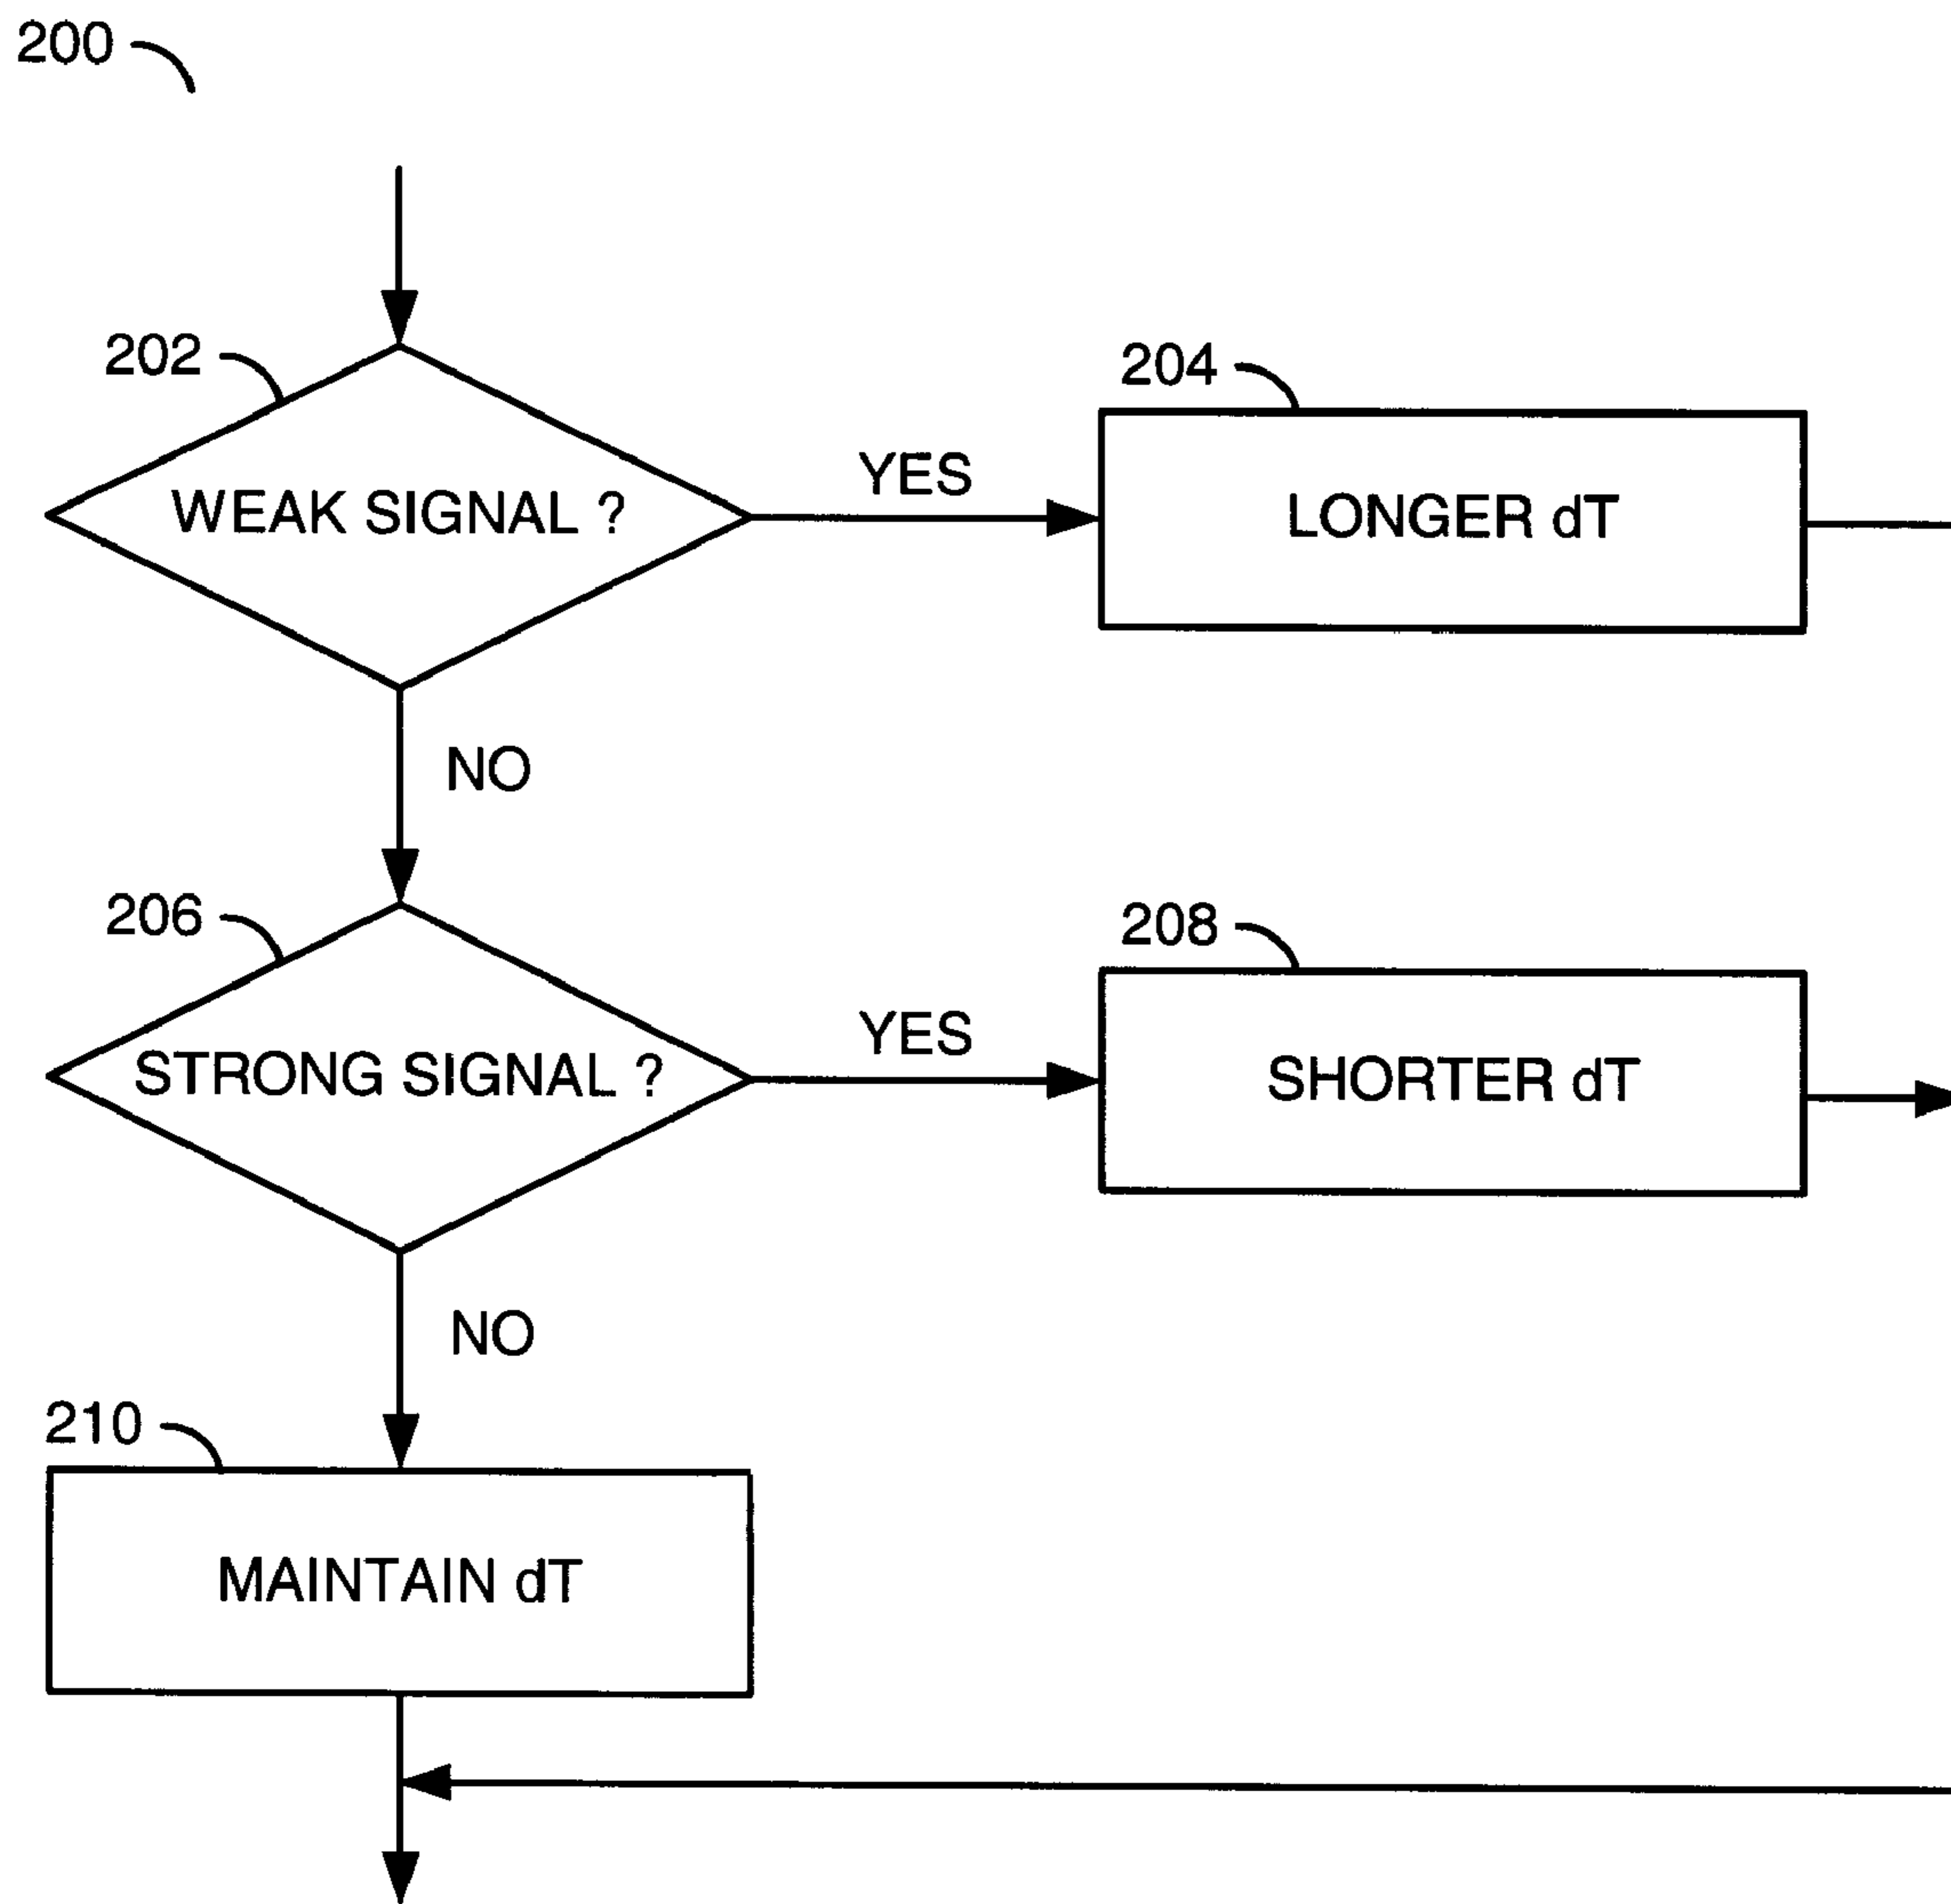 200
202
WEAK SIGNAL ?
YES
204
LONGER dT
NO
206
STRONG SIGNAL ?
YES
208
SHORTER dT
NO
210
MAINTAIN dT